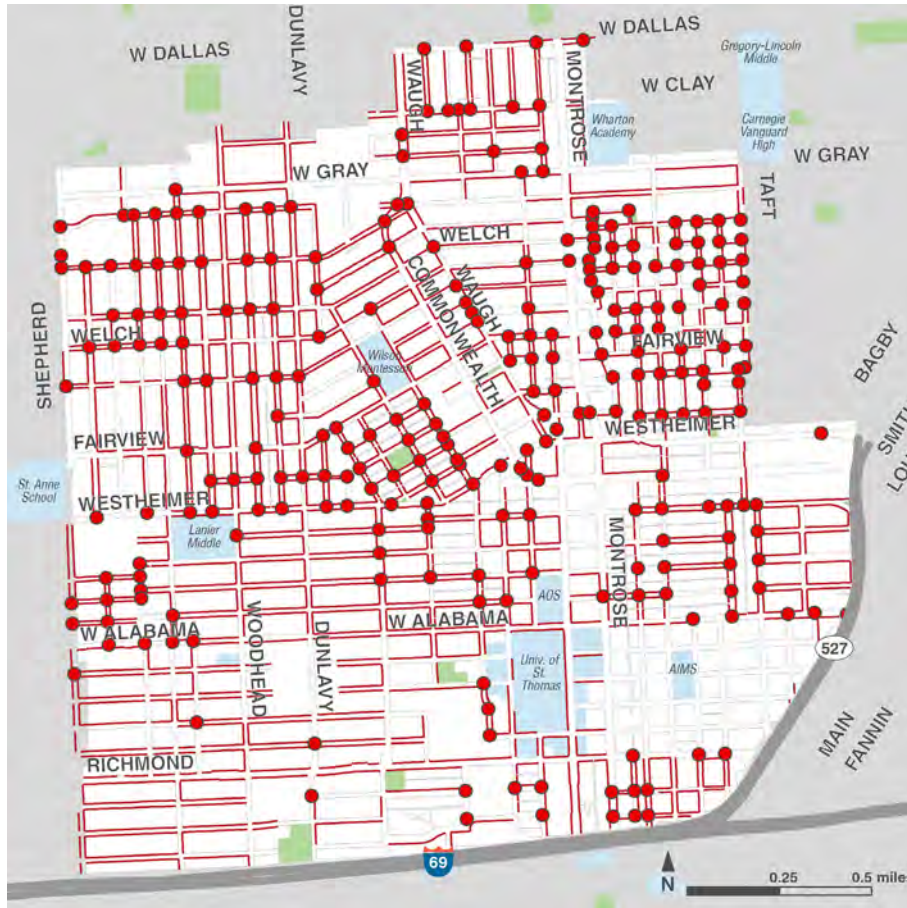 W DALLAS
DUNLAVY
W DALLAS
WAUGH
MONTROSE
Gregory-Lincoln
Middle
W CLAY
Wharton
Academy
Carnegie
Vanguard
High
W GRAY
W GRAY
TAFT
WELCH
COMMONWEALTH
WAUGH
WELCH
SHEPHERD
Wilson
Montessori
FAIRVIEW
BAGBY
SMITH
FAIRVIEW
WESTHEIMER
St. Anne
School
WESTHEIMER
Lanier
Middle
MONTROSE
AOS
W ALABAMA
WOODHEAD
DUNLAVY
W ALABAMA
Univ. of
St.
Thomas
AIMS
527
MAIN
FANNIN
RICHMOND
69
N
0.25
0.5 miles